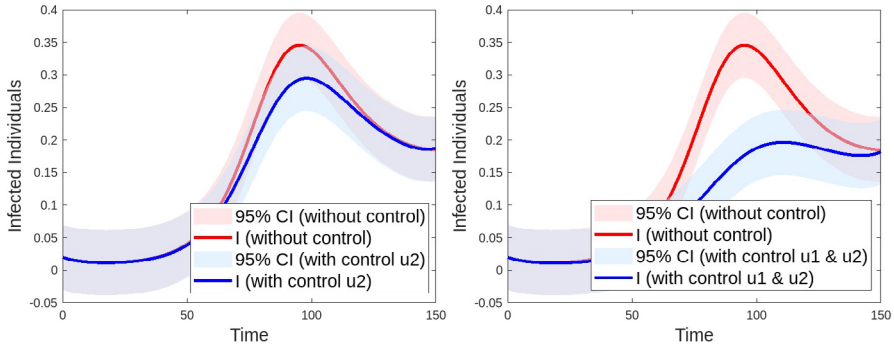 0.4
0.35
0.3
0.25
0.2
0.15
0.1
0.05
0
-0.05
Infected Individuals
0
50
100
150
Time
95% CI (without control)
I (without control)
95% CI (with control u2)
I (with control u2)
0.4
0.35
0.3
0.25
0.2
0.15
0.1
0.05
0
-0.05
Infected Individuals
0
50
100
150
Time
95% CI (without control)
I (without control)
95% CI (with control u1 & u2)
I (with control u1 & u2)